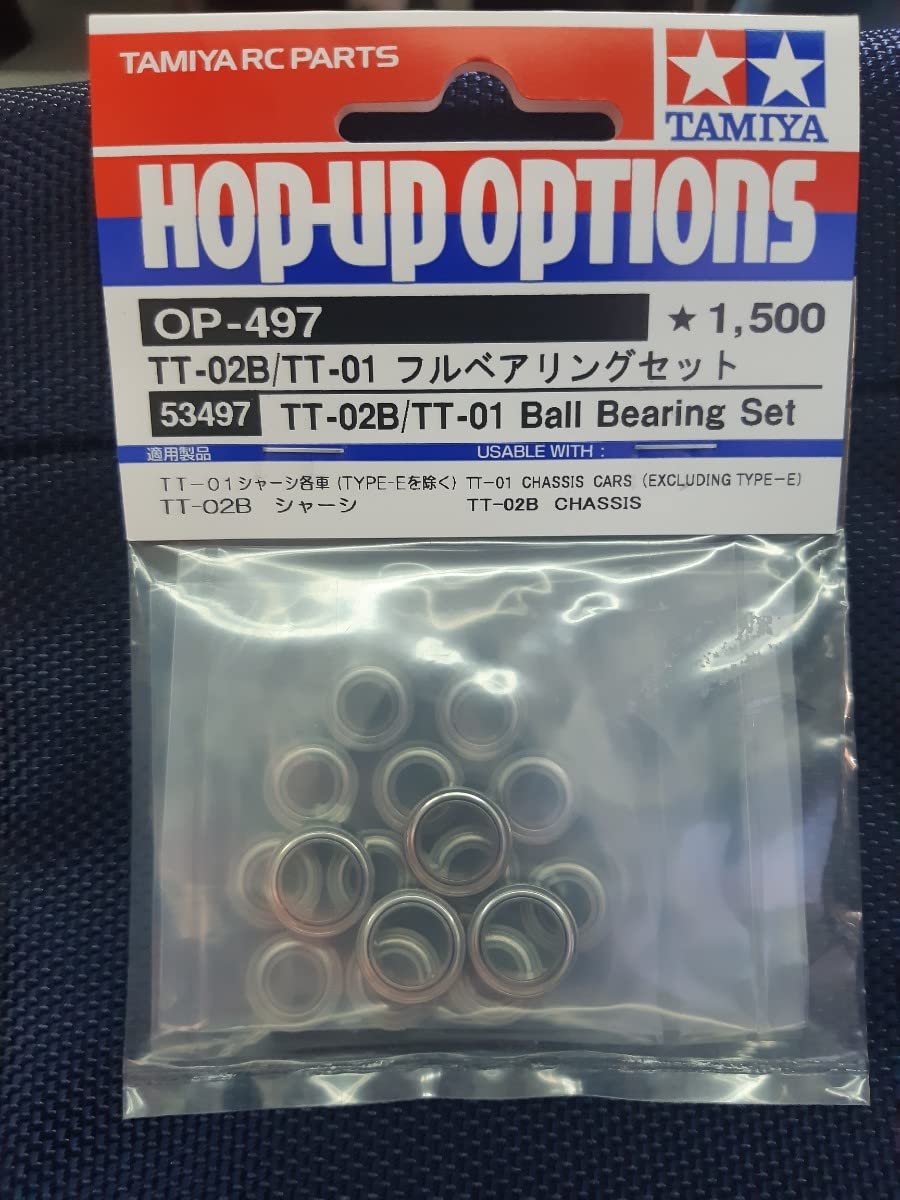 TAMIYA RC PARTS
TAMIYA
HOP-UP OPTIONS
OP-497 ★ 1,500
TT-02B/TT-01 フルベアリングセット
53497 TT-02B/TT-01 Ball Bearing Set
適用製品 USABLE WITH :
TT-01シャーシ各車 (TYPE-Eを除く) TT-01 CHASSIS CARS (EXCLUDING TYPE-E)
TT-02B シャーシ TT-02B CHASSIS